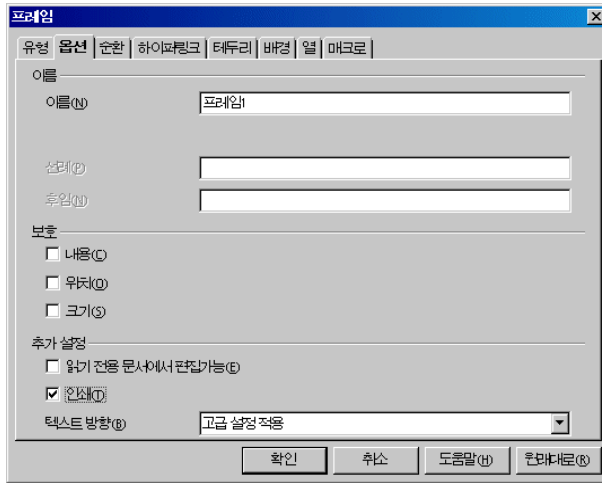 프레임
유형 옵션 순환 하이퍼링크 테두리 배경 열 매크로
이름
이름(N) 프레임1
선례(P)
후임(N)
보호
내용(C)
위치(O)
크기(S)
추가 설정
읽기 전용 문서에서 편집가능(E)
인쇄(T)
텍스트 방향(B) 고급 설정 적용
확인 취소 도움말(H) 원래대로(R)